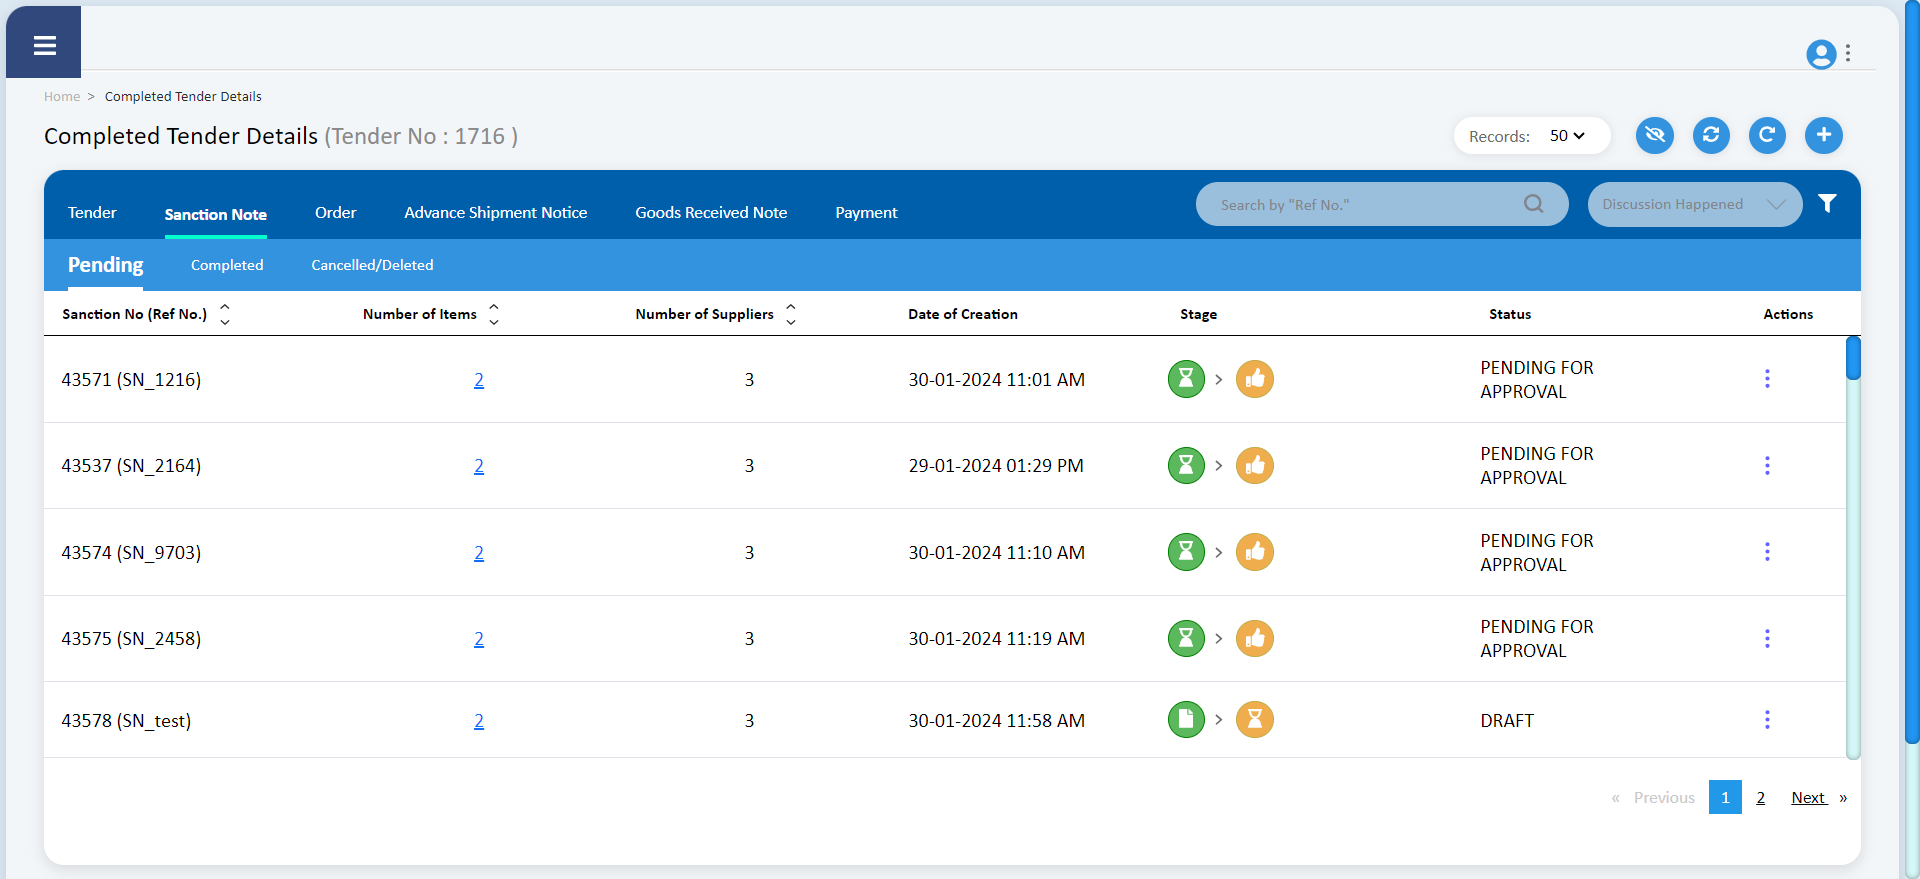 Home > Completed Tender Details
Completed Tender Details (Tender No : 1716 )
Records: 50
Tender Sanction Note Order Advance Shipment Notice Goods Received Note Payment Search by "Ref No." Discussion Happened
Pending Completed Cancelled/Deleted
Sanction No (Ref No.) Number of Items Number of Suppliers Date of Creation Stage Status Actions
43571 (SN_1216) 2 3 30-01-2024 11:01 AM > PENDING FOR
APPROVAL
43537 (SN_2164) 2 3 29-01-2024 01:29 PM > PENDING FOR
APPROVAL
43574 (SN_9703) 2 3 30-01-2024 11:10 AM > PENDING FOR
APPROVAL
43575 (SN_2458) 2 3 30-01-2024 11:19 AM > PENDING FOR
APPROVAL
43578 (SN_test) 2 3 30-01-2024 11:58 AM > DRAFT
« Previous 1 2 Next »